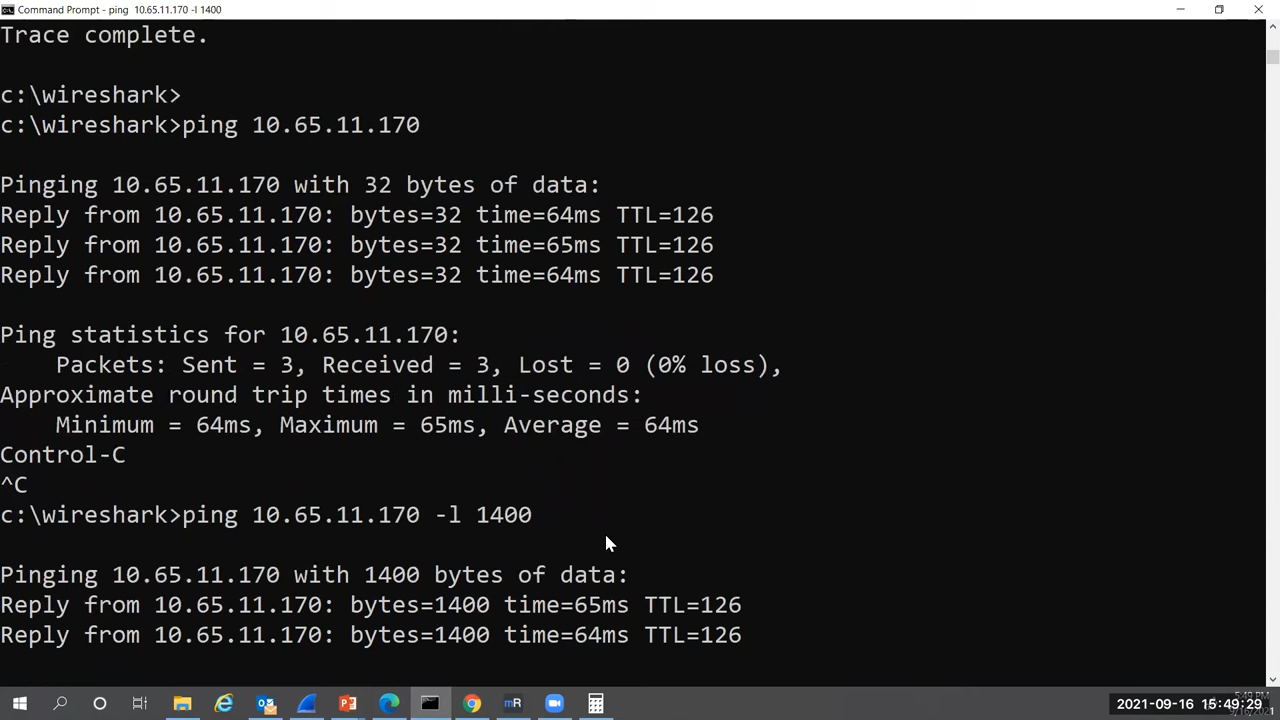 Command Prompt - ping 10.65.11.170 -l 1400
Trace complete.
c:\wireshark>
c:\wireshark>ping 10.65.11.170
Pinging 10.65.11.170 with 32 bytes of data:
Reply from 10.65.11.170: bytes=32 time=64ms TTL=126
Reply from 10.65.11.170: bytes=32 time=65ms TTL=126
Reply from 10.65.11.170: bytes=32 time=64ms TTL=126
Ping statistics for 10.65.11.170:
Packets: Sent = 3, Received = 3, Lost = 0 (0% loss),
Approximate round trip times in milli-seconds:
Minimum = 64ms, Maximum = 65ms, Average = 64ms
Control-C
^C
c:\wireshark>ping 10.65.11.170 -l 1400
Pinging 10.65.11.170 with 1400 bytes of data:
Reply from 10.65.11.170: bytes=1400 time=65ms TTL=126
Reply from 10.65.11.170: bytes=1400 time=64ms TTL=126
mR
5:49 PM
2021-09-16 15:49:29